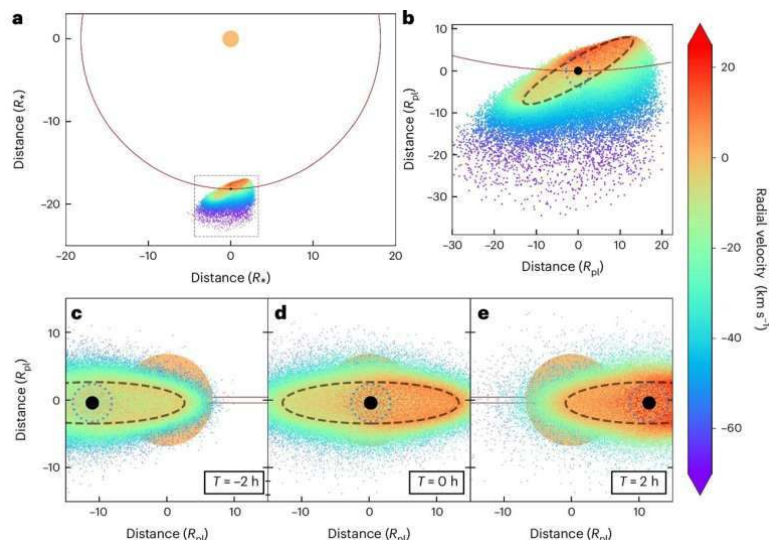 a
Distance (R*)
0
−10
−20
−20
−10
0
10
20
Distance (R*)
b
Distance (Rpl)
10
0
−10
−20
−30
−30
−20
−10
0
10
20
Distance (Rpl)
20
0
−20
−40
−60
Radial velocity (km s−1)
c
Distance (Rpl)
10
0
−10
−10
0
10
T = −2 h
Distance (Rpl)
d
−10
0
10
T = 0 h
Distance (Rpl)
e
−10
0
10
T = 2 h
Distance (Rpl)